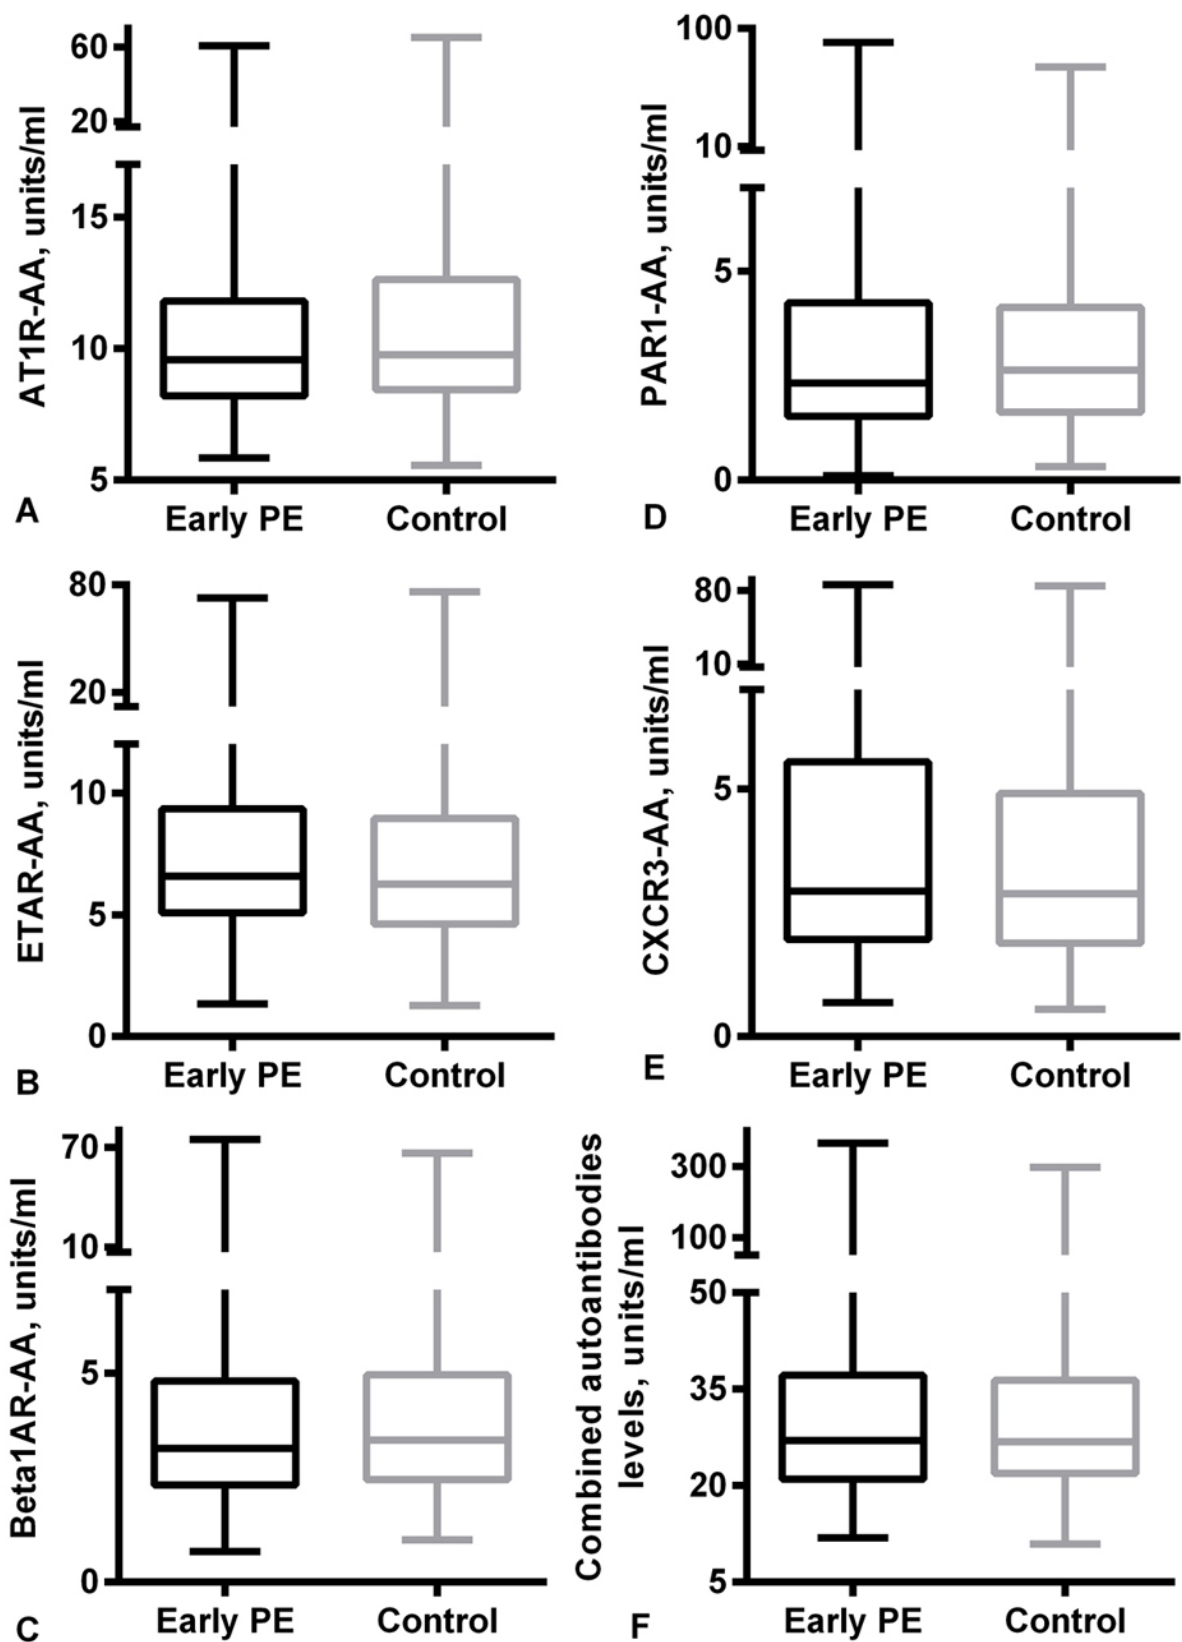 AT1R-AA, units/ml
60
20
15
10
5
Early PE
Control
A
PAR1-AA, units/ml
100
10
5
0
Early PE
Control
D
ETAR-AA, units/ml
80
20
10
5
0
Early PE
Control
B
CXCR3-AA, units/ml
80
10
5
0
Early PE
Control
E
Beta1AR-AA, units/ml
70
10
5
0
Early PE
Control
C
Combined autoantibodies
levels, units/ml
300
100
50
35
20
5
Early PE
Control
F